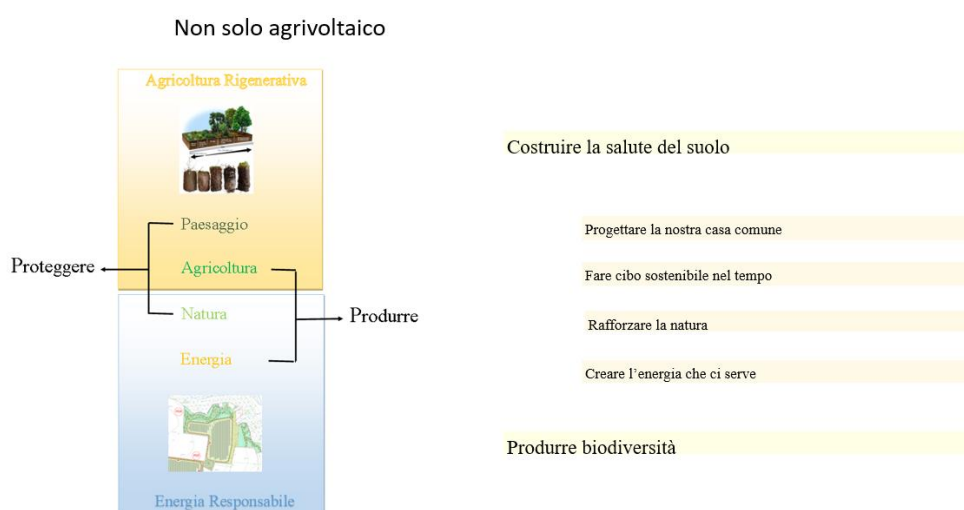 Non solo agrivoltaico
Agricoltura Rigenerativa
Costruire la salute del suolo
Paesaggio
Progettare la nostra casa comune
Proteggere
Agricoltura
Fare cibo sostenibile nel tempo
Natura
Produrre
Rafforzare la natura
Energia
Creare l’energia che ci serve
Produrre biodiversità
Energia Responsabile